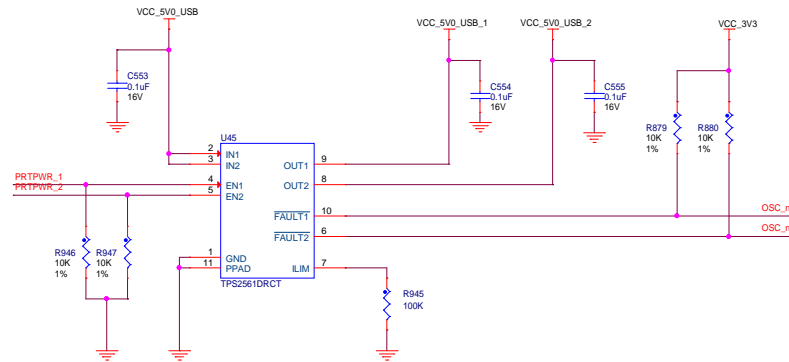 VCC_5V0_USB
VCC_5V0_USB_1
VCC_5V0_USB_2
VCC_3V3
C553
0.1uF
16V
C554
0.1uF
16V
C555
0.1uF
16V
R879
10K
1%
R880
10K
1%
U45
2 IN1
3 IN2
OUT1 9
OUT2 8
PRTPWR_1
PRTPWR_2
4 EN1
5 EN2
FAULT1 10
FAULT2 6
OSC_n
OSC_n
R946
10K
1%
R947
10K
1%
1 GND
11 PPAD
ILIM 7
TPS2561DRCT
R945
100K